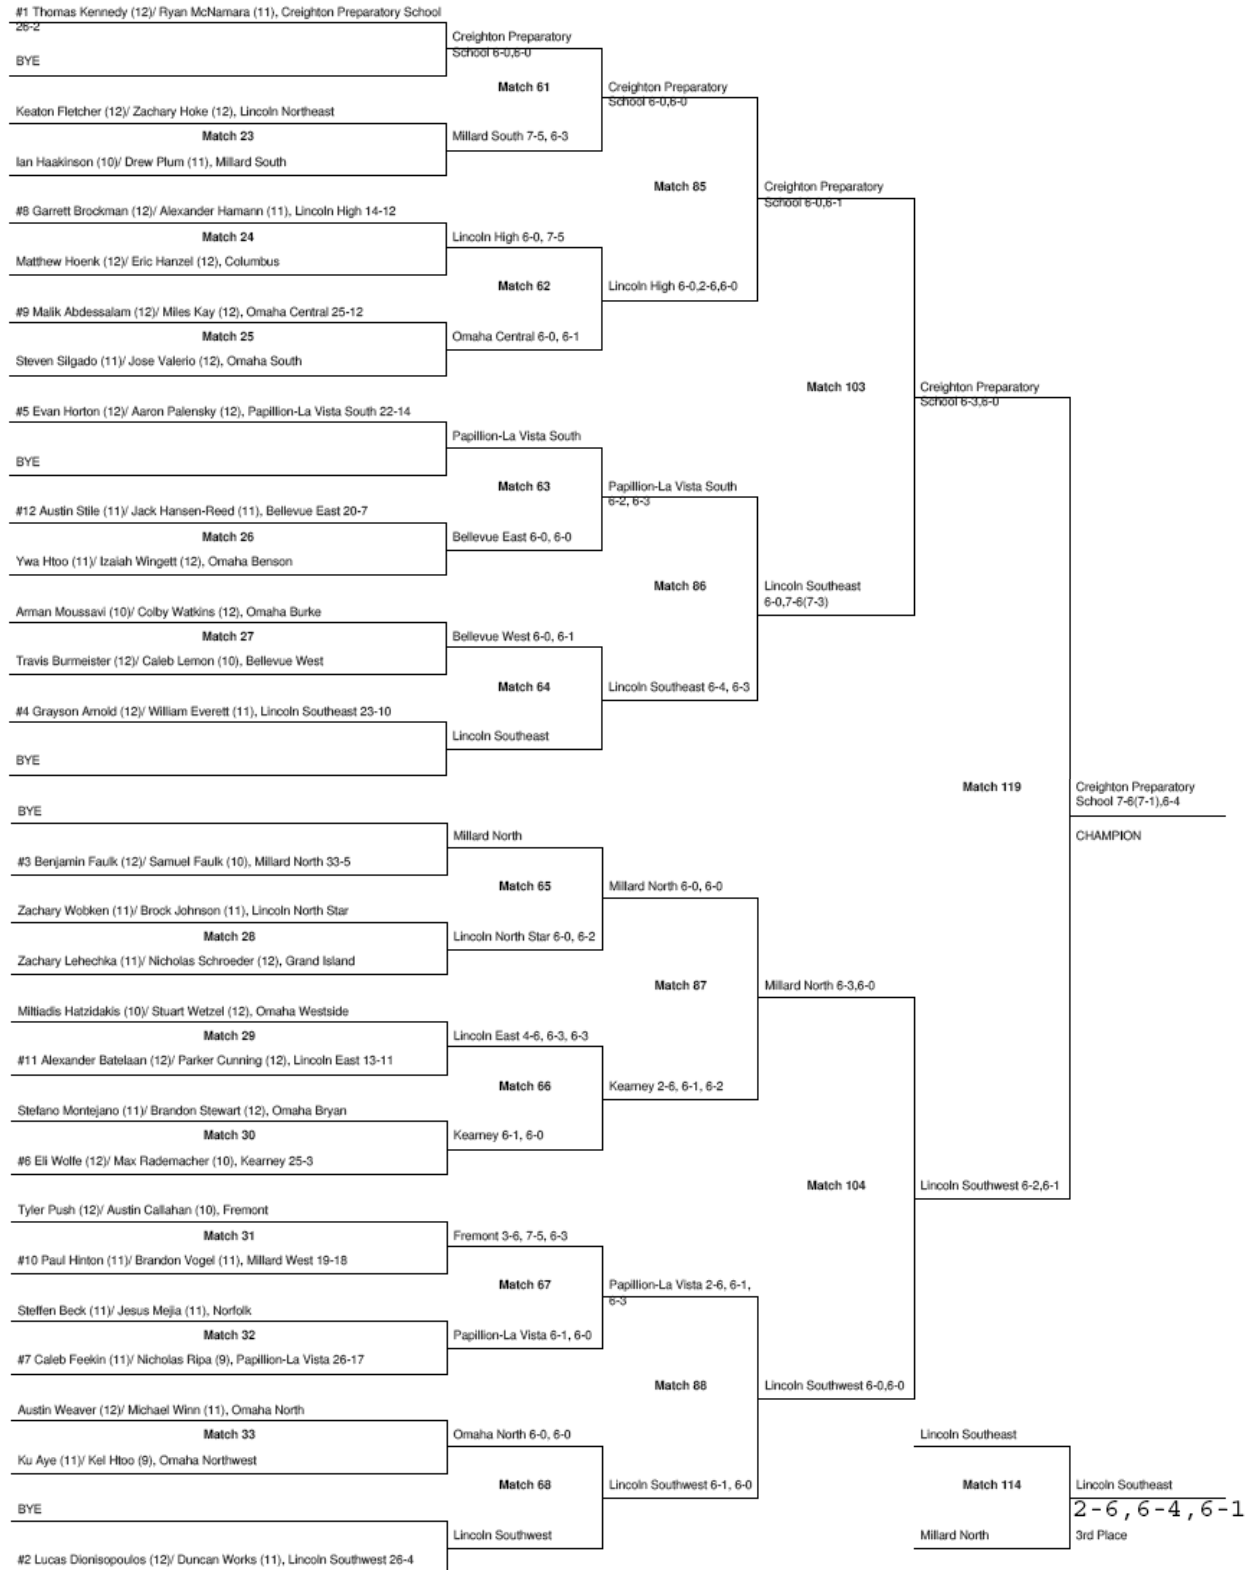 #1 Thomas Kennedy (12)/ Ryan McNamara (11), Creighton Preparatory School
26-2
BYE
Creighton Preparatory
School 6-0,6-0
Match 61
Creighton Preparatory
School 6-0,6-0
Keaton Fletcher (12)/ Zachary Hoke (12), Lincoln Northeast
Match 23
Millard South 7-5, 6-3
Ian Haakinson (10)/ Drew Plum (11), Millard South
Match 85
Creighton Preparatory
School 6-0,6-1
#8 Garrett Brockman (12)/ Alexander Hamann (11), Lincoln High 14-12
Match 24
Lincoln High 6-0, 7-5
Matthew Hoenk (12)/ Eric Hanzel (12), Columbus
Match 62
Lincoln High 6-0,2-6,6-0
#9 Malik Abdessalam (12)/ Miles Kay (12), Omaha Central 25-12
Match 25
Omaha Central 6-0, 6-1
Steven Silgado (11)/ Jose Valerio (12), Omaha South
Match 103
Creighton Preparatory
School 6-3,6-0
#5 Evan Horton (12)/ Aaron Palensky (12), Papillion-La Vista South 22-14
Papillion-La Vista South
BYE
Match 63
Papillion-La Vista South
6-2, 6-3
#12 Austin Stile (11)/ Jack Hansen-Reed (11), Bellevue East 20-7
Match 26
Bellevue East 6-0, 6-0
Ywa Htoo (11)/ Izaiah Wingett (12), Omaha Benson
Match 86
Lincoln Southeast
6-0,7-6(7-3)
Arman Moussavi (10)/ Colby Watkins (12), Omaha Burke
Match 27
Bellevue West 6-0, 6-1
Travis Burmeister (12)/ Caleb Lemon (10), Bellevue West
Match 64
Lincoln Southeast 6-4, 6-3
#4 Grayson Arnold (12)/ William Everett (11), Lincoln Southeast 23-10
Lincoln Southeast
BYE
Match 119
Creighton Preparatory
School 7-6(7-1),6-4
CHAMPION
BYE
Millard North
#3 Benjamin Faulk (12)/ Samuel Faulk (10), Millard North 33-5
Match 65
Millard North 6-0, 6-0
Zachary Wobken (11)/ Brock Johnson (11), Lincoln North Star
Match 28
Lincoln North Star 6-0, 6-2
Zachary Lehechka (11)/ Nicholas Schroeder (12), Grand Island
Match 87
Millard North 6-3,6-0
Miltiadis Hatzidakis (10)/ Stuart Wetzel (12), Omaha Westside
Match 29
Lincoln East 4-6, 6-3, 6-3
#11 Alexander Batelaan (12)/ Parker Cunning (12), Lincoln East 13-11
Match 66
Kearney 2-6, 6-1, 6-2
Stefano Montejano (11)/ Brandon Stewart (12), Omaha Bryan
Match 30
Kearney 6-1, 6-0
#6 Eli Wolfe (12)/ Max Rademacher (10), Kearney 25-3
Match 104
Lincoln Southwest 6-2,6-1
Tyler Push (12)/ Austin Callahan (10), Fremont
Match 31
Fremont 3-6, 7-5, 6-3
#10 Paul Hinton (11)/ Brandon Vogel (11), Millard West 19-18
Match 67
Papillion-La Vista 2-6, 6-1,
6-3
Steffen Beck (11)/ Jesus Mejia (11), Norfolk
Match 32
Papillion-La Vista 6-1, 6-0
#7 Caleb Feekin (11)/ Nicholas Ripa (9), Papillion-La Vista 26-17
Match 88
Lincoln Southwest 6-0,6-0
Austin Weaver (12)/ Michael Winn (11), Omaha North
Match 33
Omaha North 6-0, 6-0
Ku Aye (11)/ Kel Htoo (9), Omaha Northwest
Match 68
Lincoln Southwest 6-1, 6-0
BYE
Lincoln Southwest
#2 Lucas Dionisopoulos (12)/ Duncan Works (11), Lincoln Southwest 26-4
Lincoln Southeast
Match 114
Lincoln Southeast
2-6,6-4,6-1
Millard North
3rd Place